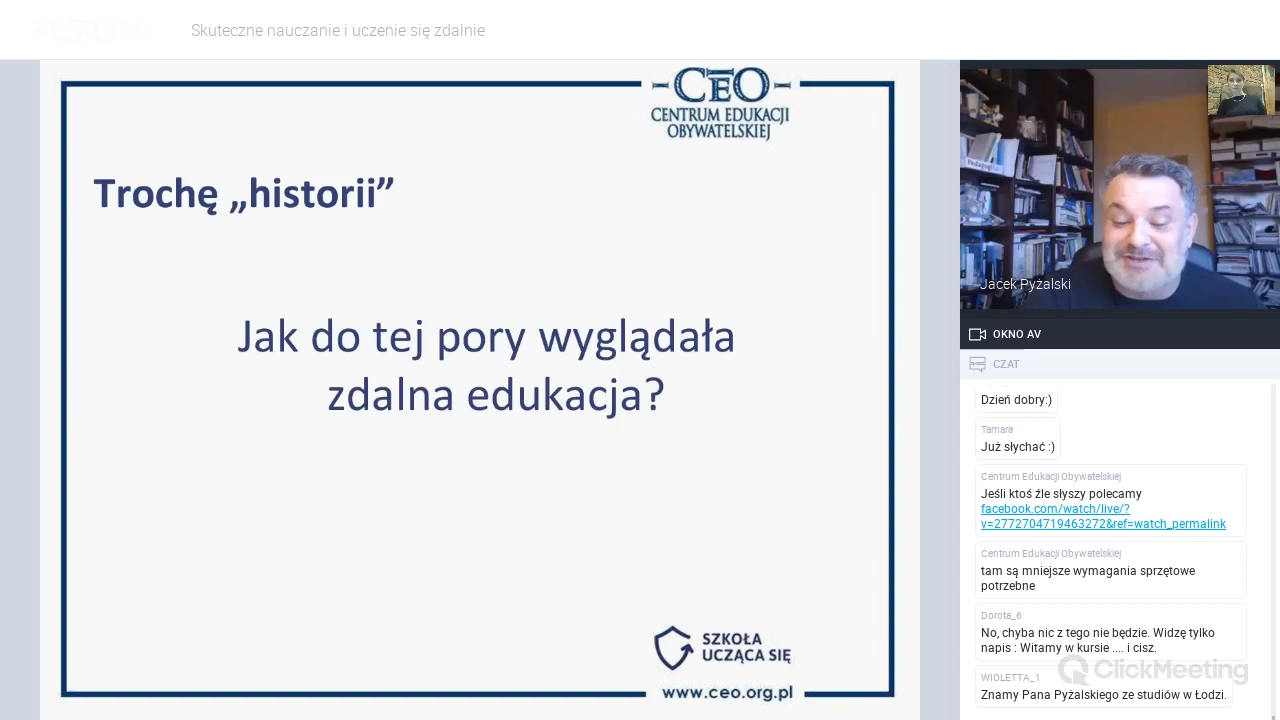 Skuteczne nauczanie i uczenie się zdalnie
CEO
CENTRUM EDUKACJI
OBYWATELSKIEJ
Trochę „historii”
Jak do tej pory wyglądała
zdalna edukacja?
SZKOŁA
UCZĄCA SIĘ
www.ceo.org.pl
Jacek Pyżalski
OKNO AV
CZAT
Dzień dobry:)
Tamara
Już słychać :)
Centrum Edukacji Obywatelskiej
Jeśli ktoś źle słyszy polecamy
facebook.com/watch/live/?
v=2772704719463272&ref=watch_permalink
Centrum Edukacji Obywatelskiej
tam są mniejsze wymagania sprzętowe
potrzebne
Dorota_6
No, chyba nic z tego nie będzie. Widzę tylko
napis : Witamy w kursie .... i cisz.
ClickMeeting
WIOLETTA_1
Znamy Pana Pyżalskiego ze studiów w Łodzi.